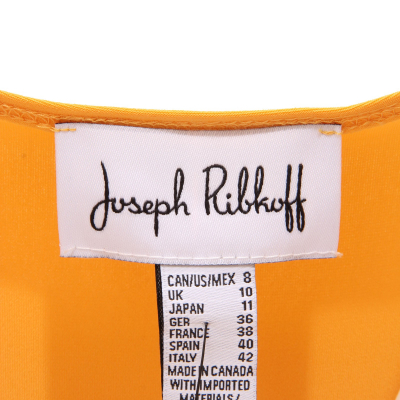 Joseph Ribkoff
CAN/US/MEX 8
UK 10
JAPAN 11
GER 36
FRANCE 38
SPAIN 40
ITALY 42
MADE IN CANADA
WITH IMPORTED
MATERIALS/